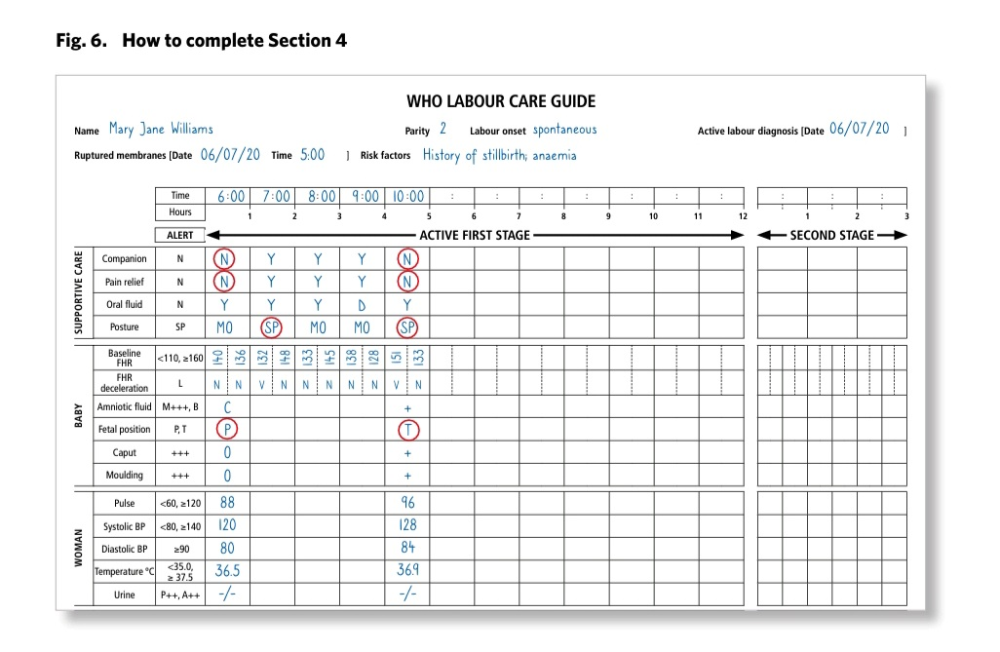 Fig. 6. How to complete Section 4
WHO LABOUR CARE GUIDE
Name Mary Jane Williams Parity 2 Labour onset spontaneous Active labour diagnosis [Date 06/07/20 ]
Ruptured membranes [Date 06/07/20 Time 5:00 ] Risk factors History of stillbirth; anaemia
Time 6:00 7:00 8:00 9:00 10:00 : : : : : : : : : :
Hours 1 2 3 4 5 6 7 8 9 10 11 12 1 2 3
ALERT ACTIVE FIRST STAGE SECOND STAGE
SUPPORTIVE CARE
Companion N N Y Y Y N
Pain relief N N Y Y Y N
Oral fluid N Y Y Y D Y
Posture SP MO SP MO MO SP
BABY
Baseline FHR <110, ≥160 140 136 132 148 133 145 138 128 151 133
FHR deceleration L N N V N N N N N V N
Amniotic fluid M+++, B C +
Fetal position P, T P T
Caput +++ 0 +
Moulding +++ 0 +
WOMAN
Pulse <60, ≥120 88 96
Systolic BP <80, ≥140 120 128
Diastolic BP ≥90 80 84
Temperature ºC <35.0, ≥ 37.5 36.5 36.9
Urine P++, A++ -/- -/-